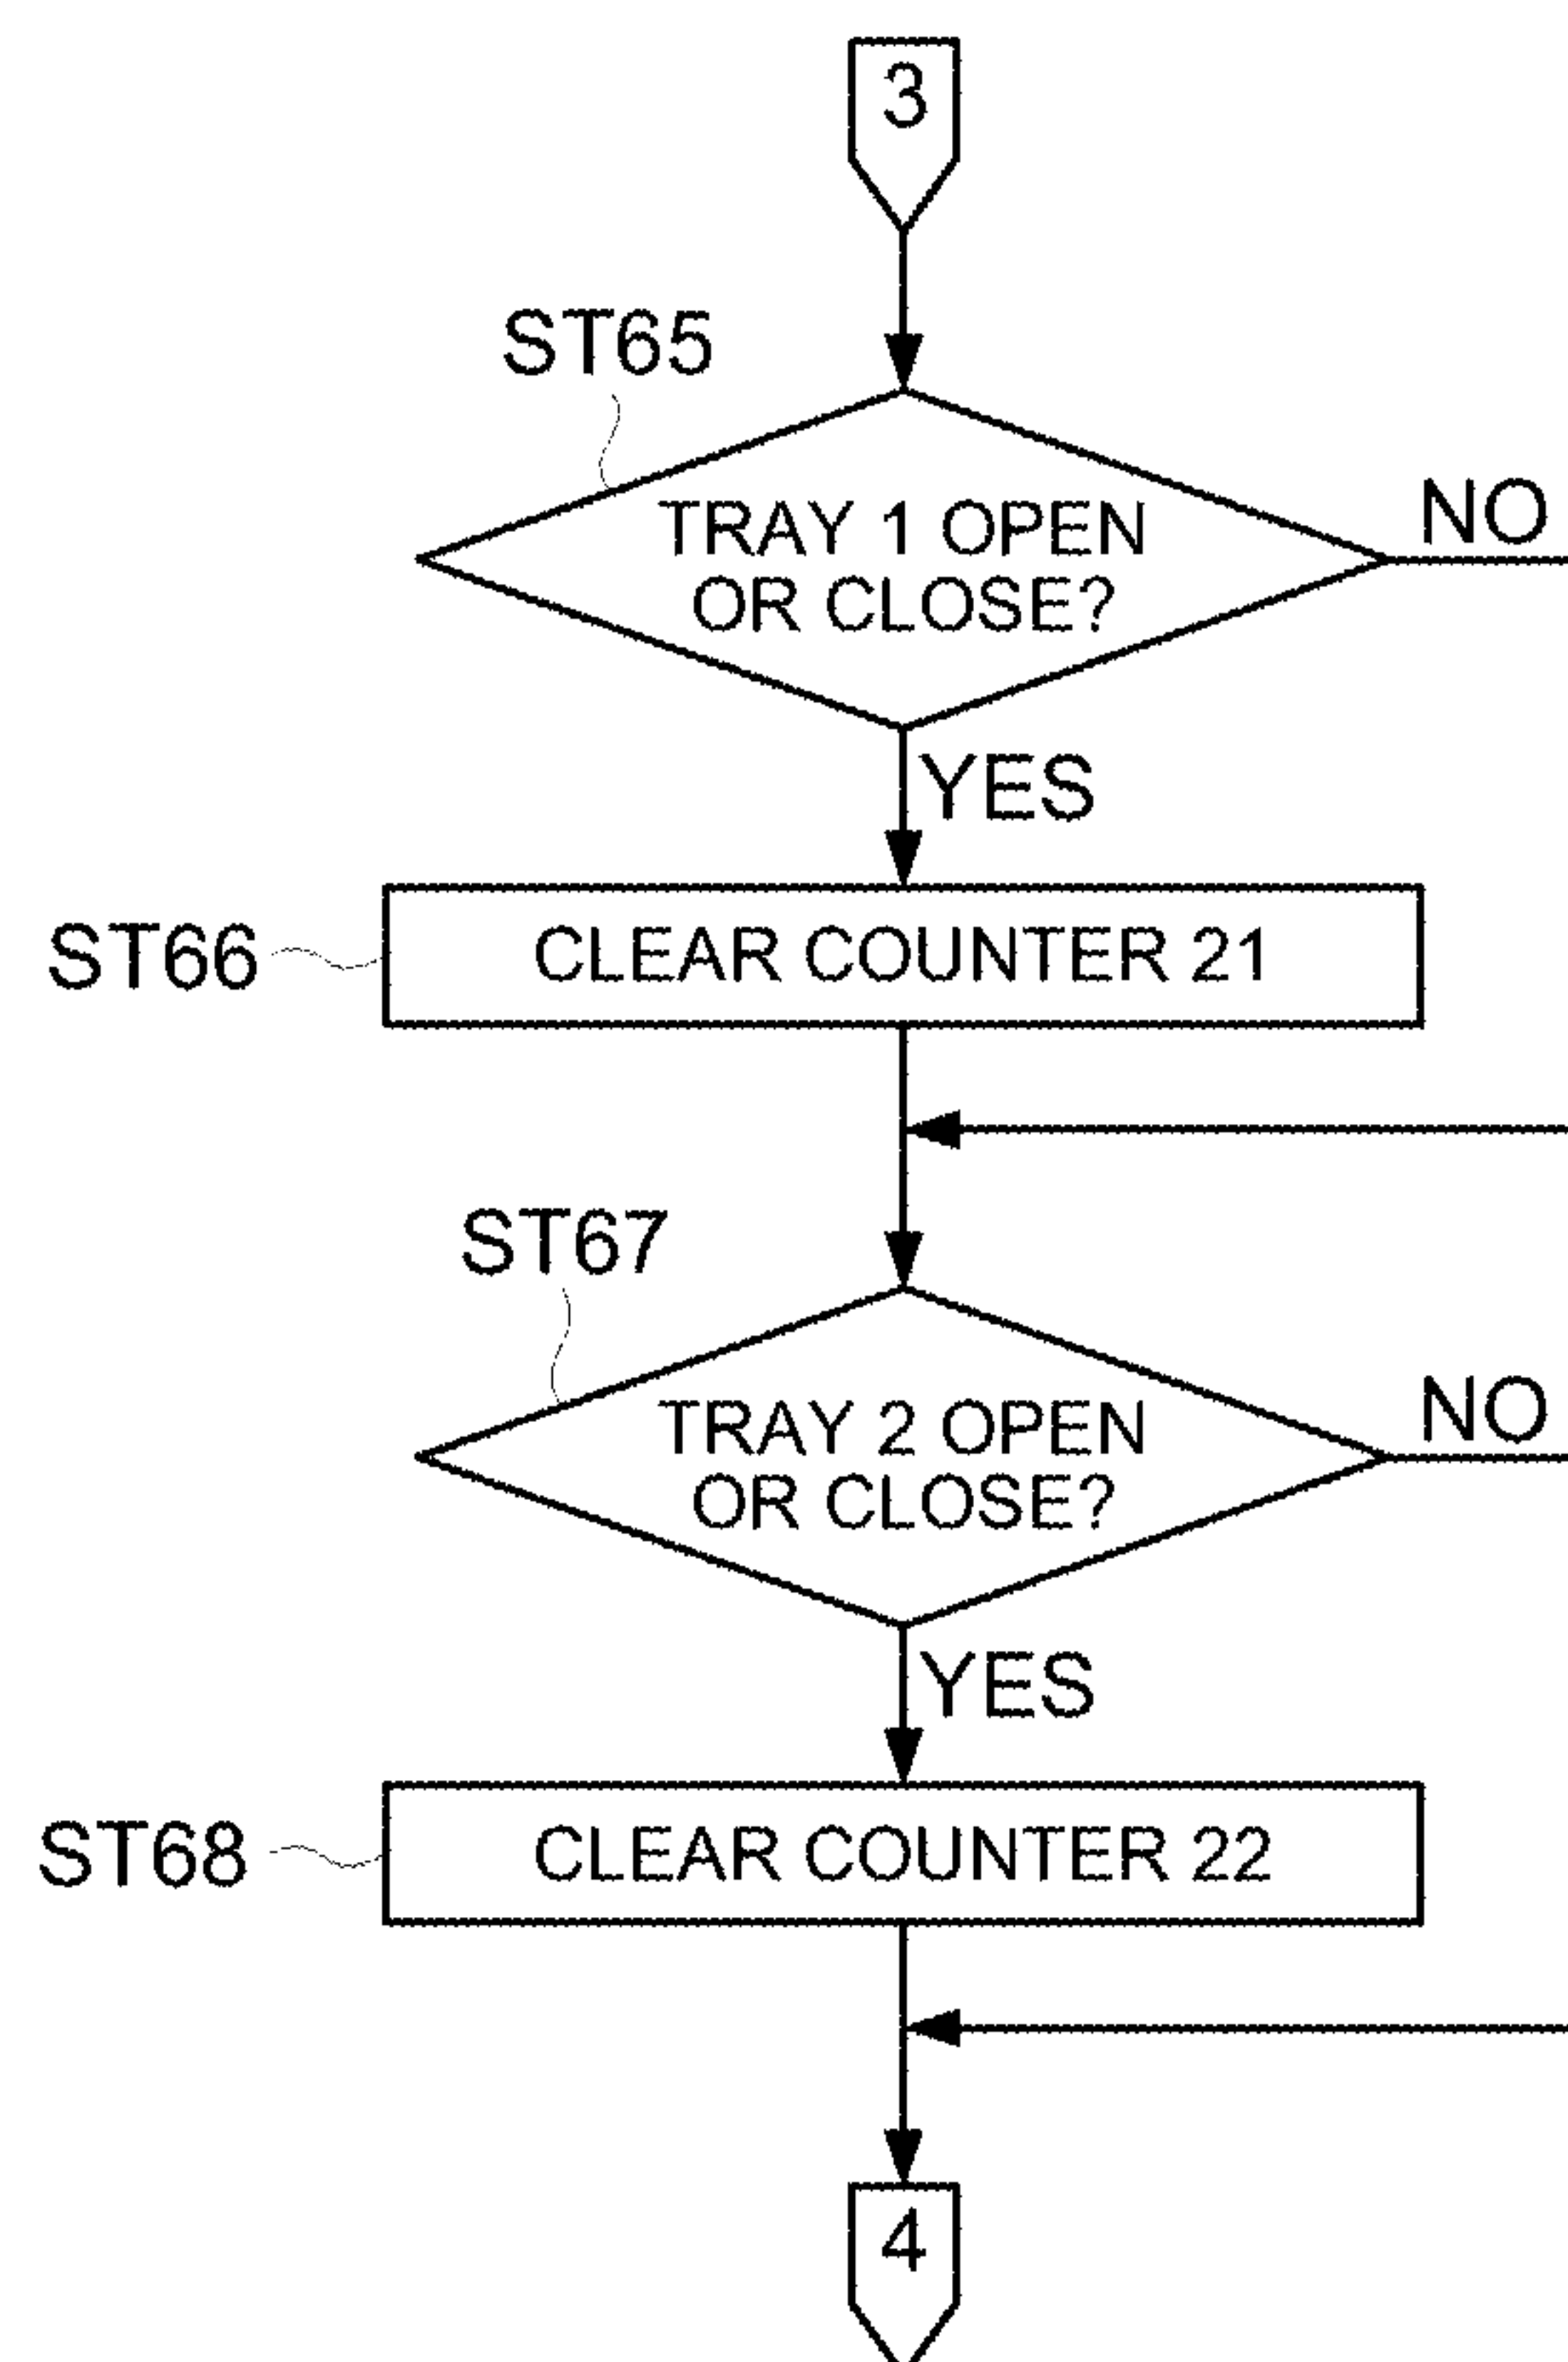 3
ST65
TRAY 1 OPEN
OR CLOSE?
NO
YES
ST66
CLEAR COUNTER 21
ST67
TRAY 2 OPEN
OR CLOSE?
NO
YES
ST68
CLEAR COUNTER 22
4